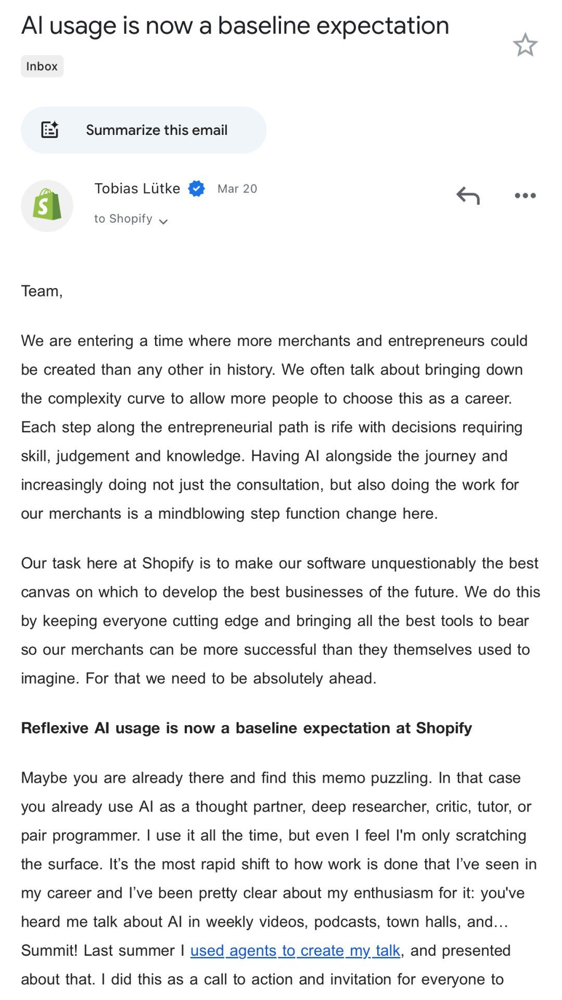 AI usage is now a baseline expectation
Inbox
Summarize this email
Tobias Lütke Mar 20
to Shopify
S
Team,
We are entering a time where more merchants and entrepreneurs could
be created than any other in history. We often talk about bringing down
the complexity curve to allow more people to choose this as a career.
Each step along the entrepreneurial path is rife with decisions requiring
skill, judgement and knowledge. Having AI alongside the journey and
increasingly doing not just the consultation, but also doing the work for
our merchants is a mindblowing step function change here.
Our task here at Shopify is to make our software unquestionably the best
canvas on which to develop the best businesses of the future. We do this
by keeping everyone cutting edge and bringing all the best tools to bear
so our merchants can be more successful than they themselves used to
imagine. For that we need to be absolutely ahead.
Reflexive AI usage is now a baseline expectation at Shopify
Maybe you are already there and find this memo puzzling. In that case
you already use AI as a thought partner, deep researcher, critic, tutor, or
pair programmer. I use it all the time, but even I feel I'm only scratching
the surface. It’s the most rapid shift to how work is done that I’ve seen in
my career and I’ve been pretty clear about my enthusiasm for it: you've
heard me talk about AI in weekly videos, podcasts, town halls, and…
Summit! Last summer I used agents to create my talk, and presented
about that. I did this as a call to action and invitation for everyone to